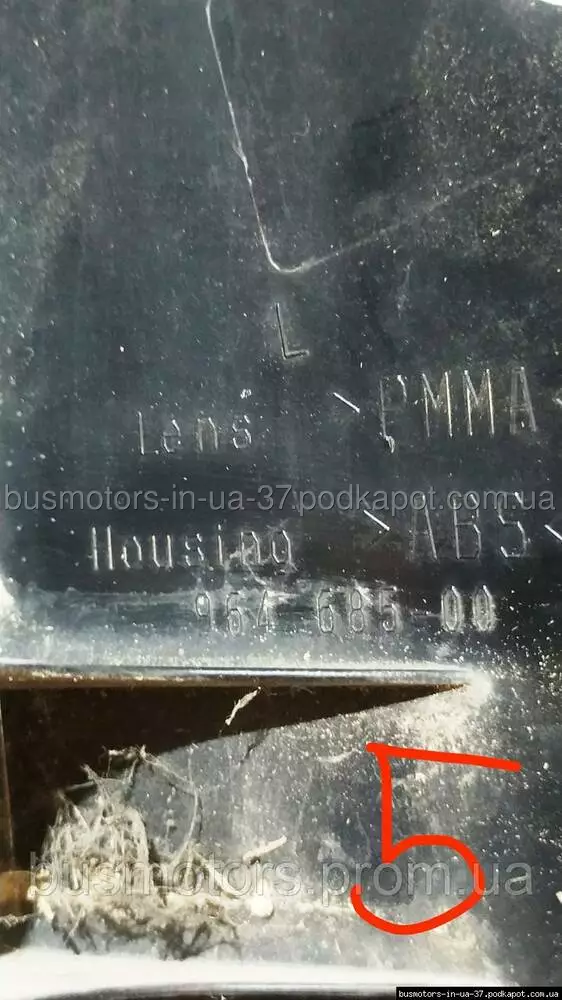 L
Lens >PMMA<
busmotors-in-ua-37.podkapot.com.ua
Housing >ABS<
964 685 00
5
busmotors.prom.ua
busmotors-in-ua-37.podkapot.com.ua